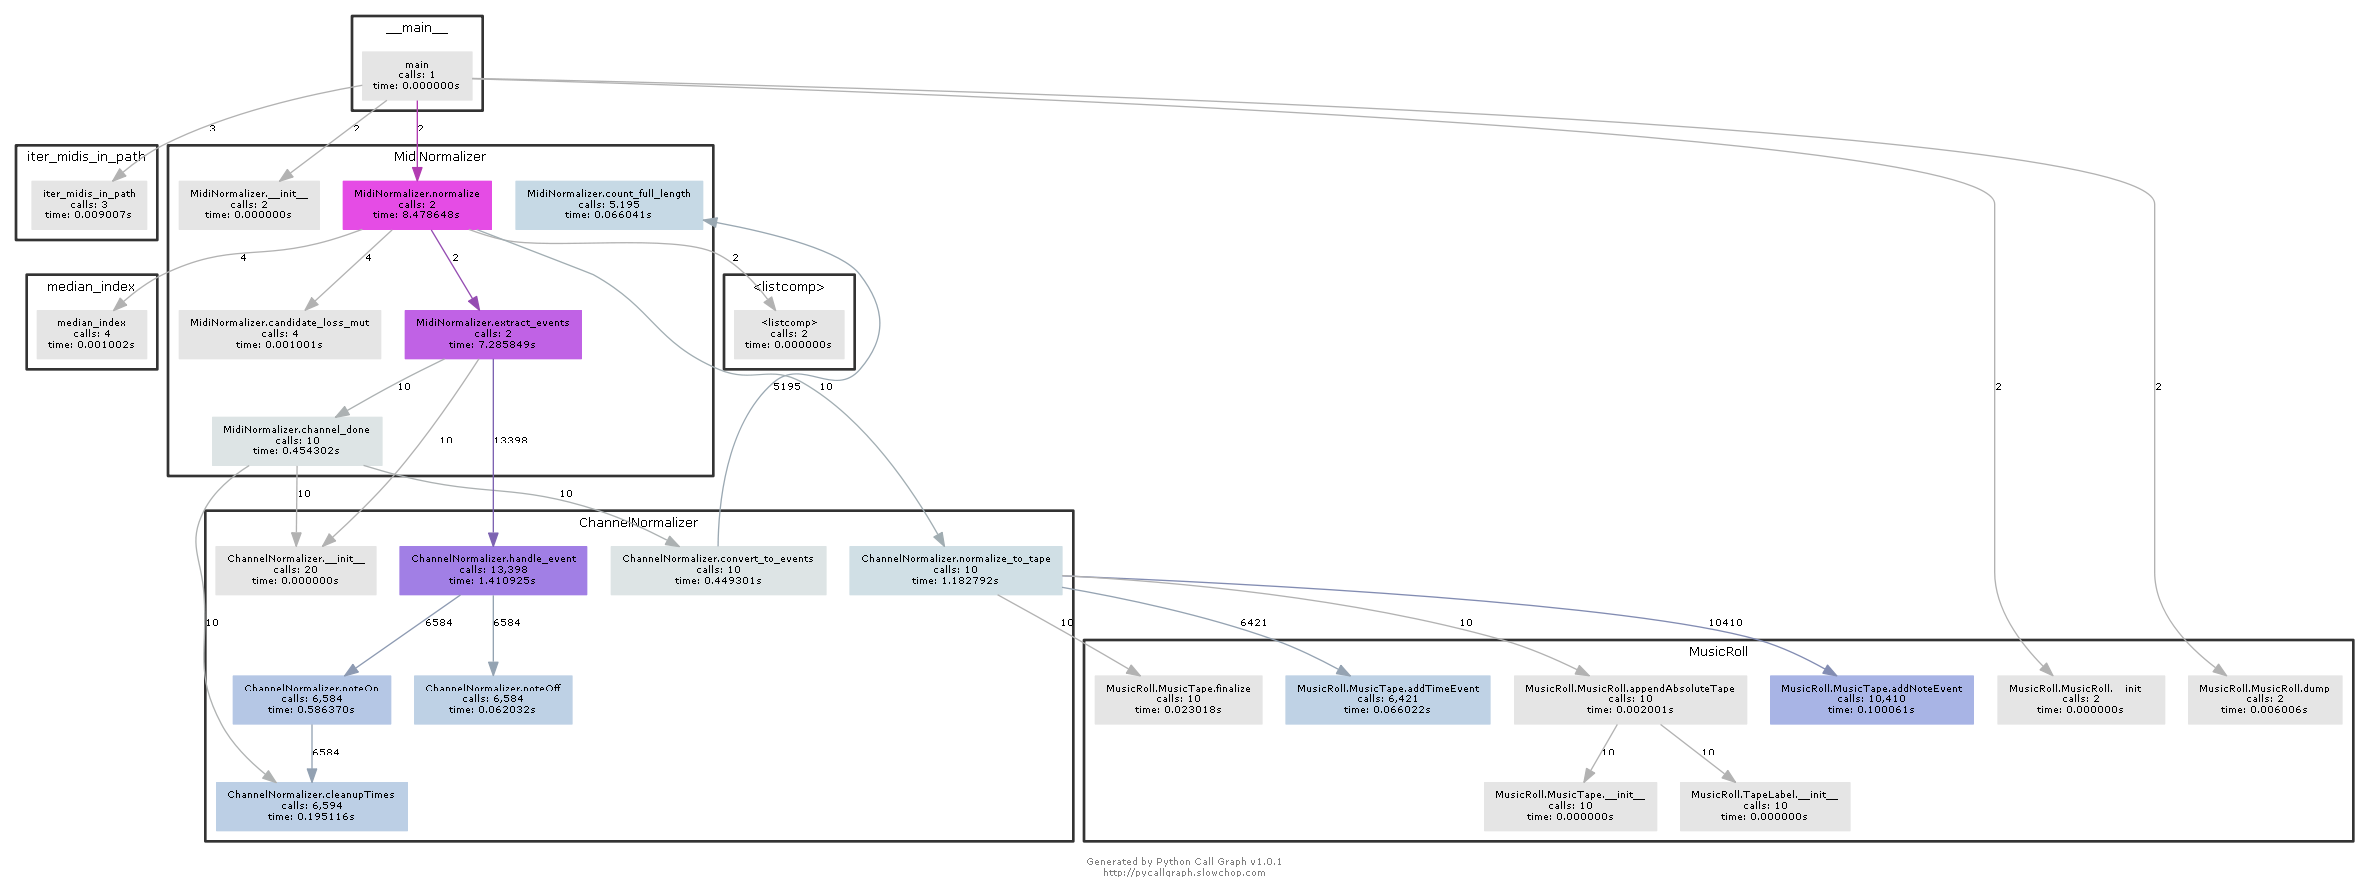 __main__
main
calls: 1
time: 0.000000s
3
2
2
iter_midis_in_path
iter_midis_in_path
calls: 3
time: 0.009007s
MidiNormalizer
MidiNormalizer.__init__
calls: 2
time: 0.000000s
MidiNormalizer.normalize
calls: 2
time: 8.478648s
MidiNormalizer.count_full_length
calls: 5,195
time: 0.066041s
4
4
2
2
median_index
median_index
calls: 4
time: 0.001002s
MidiNormalizer.candidate_loss_mut
calls: 4
time: 0.001001s
MidiNormalizer.extract_events
calls: 2
time: 7.285849s
<listcomp>
<listcomp>
calls: 2
time: 0.000000s
10
5195
10
2
2
MidiNormalizer.channel_done
calls: 10
time: 0.454302s
10
13398
10
10
ChannelNormalizer
ChannelNormalizer.__init__
calls: 20
time: 0.000000s
ChannelNormalizer.handle_event
calls: 13,398
time: 1.410925s
ChannelNormalizer.convert_to_events
calls: 10
time: 0.449301s
ChannelNormalizer.normalize_to_tape
calls: 10
time: 1.182792s
10
6584
6584
10
6421
10
10410
MusicRoll
ChannelNormalizer.noteOn
calls: 6,584
time: 0.586370s
ChannelNormalizer.noteOff
calls: 6,584
time: 0.062032s
MusicRoll.MusicTape.finalize
calls: 10
time: 0.023018s
MusicRoll.MusicTape.addTimeEvent
calls: 6,421
time: 0.066022s
MusicRoll.MusicRoll.appendAbsoluteTape
calls: 10
time: 0.002001s
MusicRoll.MusicTape.addNoteEvent
calls: 10,410
time: 0.100061s
MusicRoll.MusicRoll.__init__
calls: 2
time: 0.000000s
MusicRoll.MusicRoll.dump
calls: 2
time: 0.006006s
6584
10
10
ChannelNormalizer.cleanupTimes
calls: 6,594
time: 0.195116s
MusicRoll.MusicTape.__init__
calls: 10
time: 0.000000s
MusicRoll.TapeLabel.__init__
calls: 10
time: 0.000000s
Generated by Python Call Graph v1.0.1
http://pycallgraph.slowchop.com